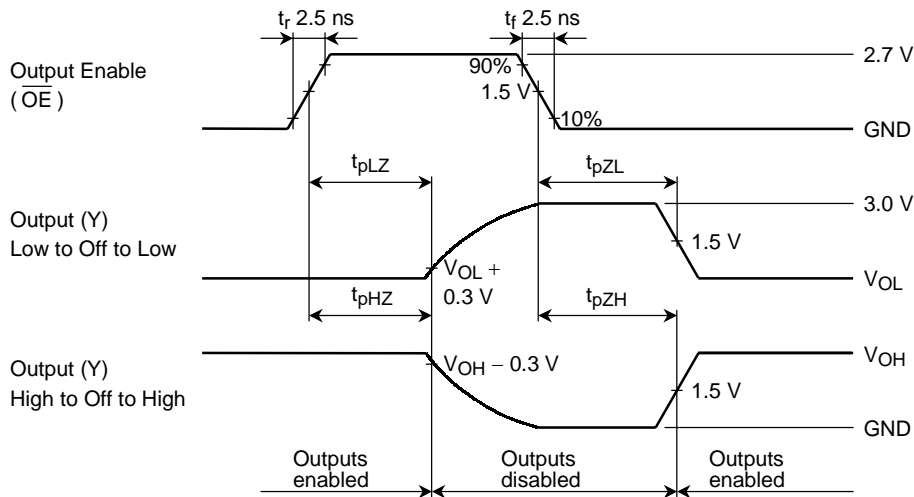 tr 2.5 ns
tf 2.5 ns
Output Enable
(OE)
90%
1.5 V
10%
2.7 V
GND
tpLZ
tpZL
Output (Y)
Low to Off to Low
3.0 V
1.5 V
VOL +
0.3 V
VOL
tpHZ
tpZH
Output (Y)
High to Off to High
VOH − 0.3 V
VOH
1.5 V
GND
Outputs
enabled
Outputs
disabled
Outputs
enabled